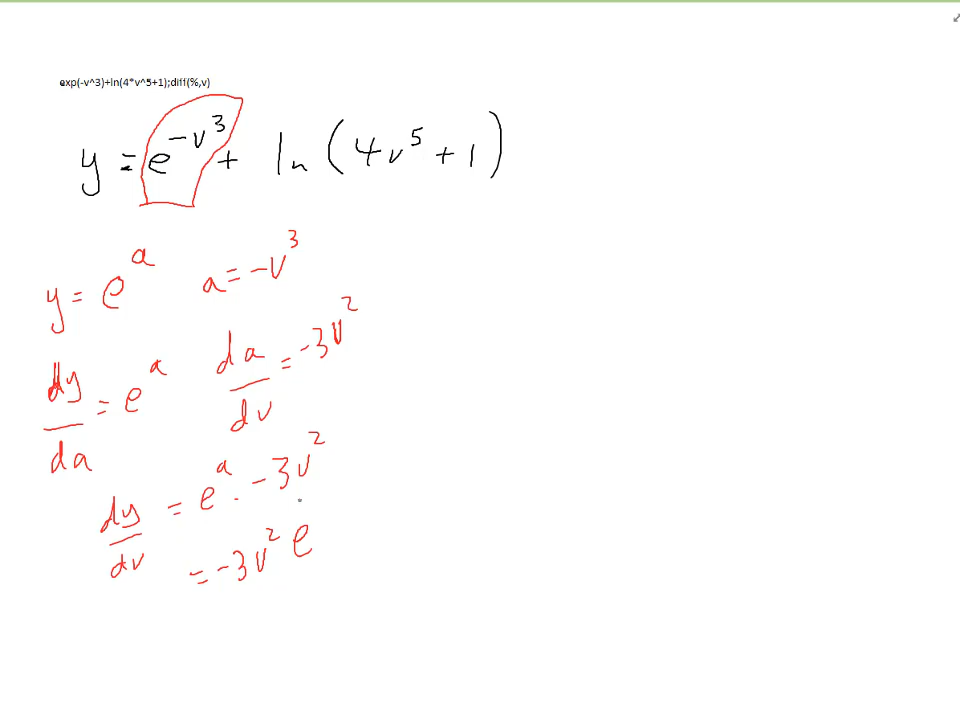 exp(-v^3)+ln(4*v^5+1);diff(%,v)
y = e^{-v^3} + ln (4v^5 + 1)
y = e^a a = -v^3
dy/da = e^a da/dv = -3v^2
dy/dv = e^a . -3v^2
= -3v^2 e